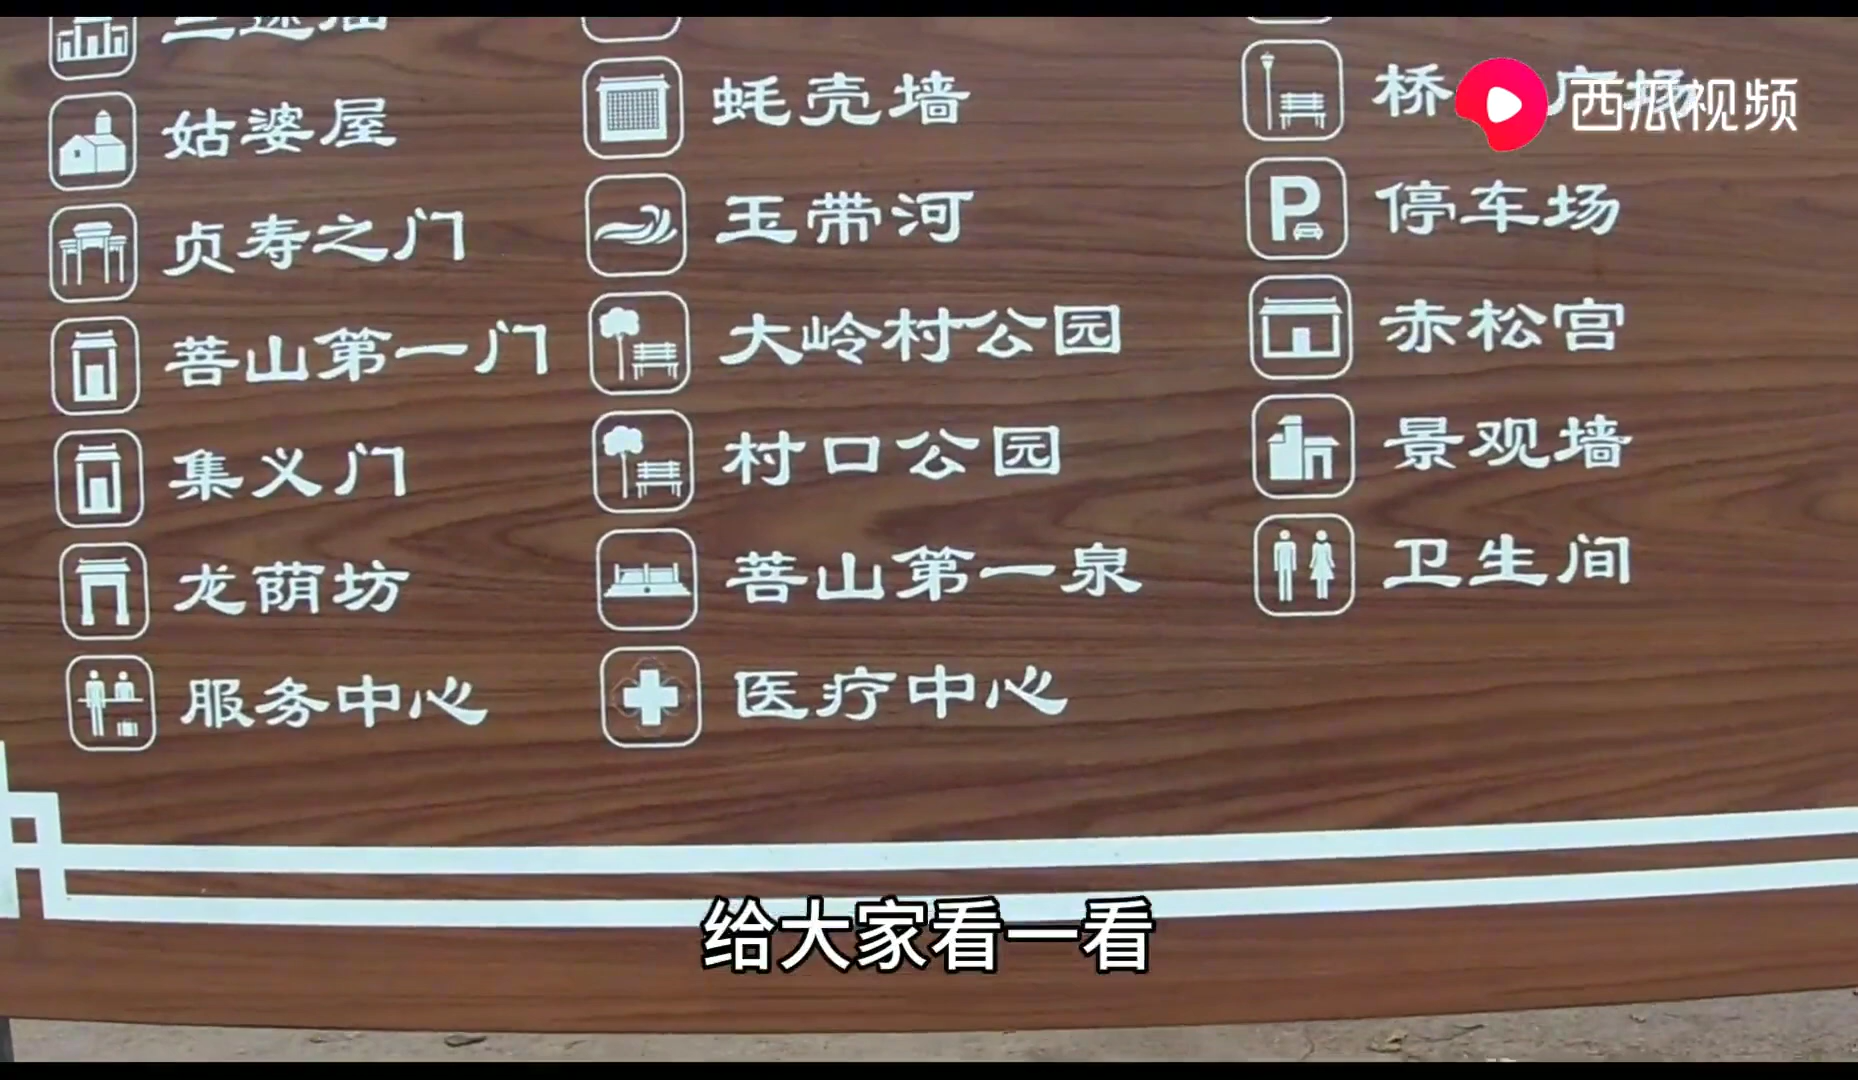 姑婆屋
贞寿之门
菩山第一门
集义门
龙荫坊
服务中心
蚝壳墙
玉带河
大岭村公园
村口公园
菩山第一泉
医疗中心
桥 广场
P 停车场
赤松宫
景观墙
卫生间
西瓜视频
给大家看一看